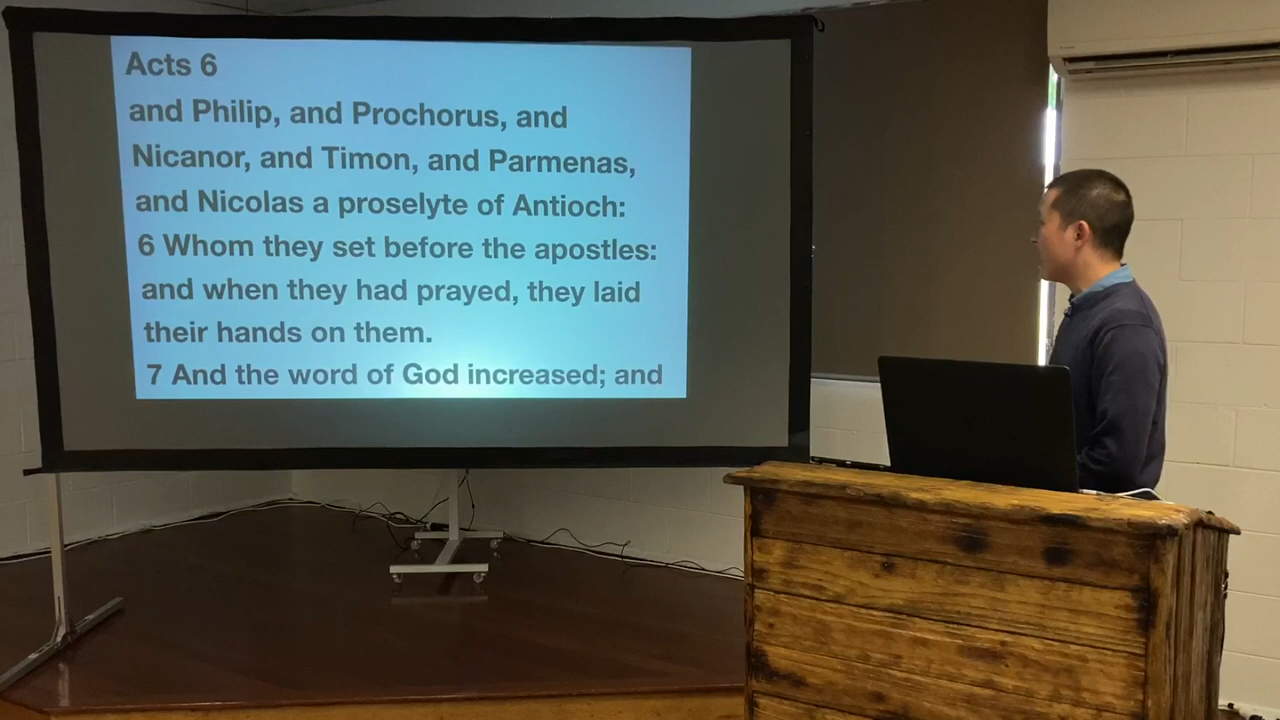 Acts 6
and Philip, and Prochorus, and
Nicanor, and Timon, and Parmenas,
and Nicolas a proselyte of Antioch:
6 Whom they set before the apostles:
and when they had prayed, they laid
their hands on them.
7 And the word of God increased; and